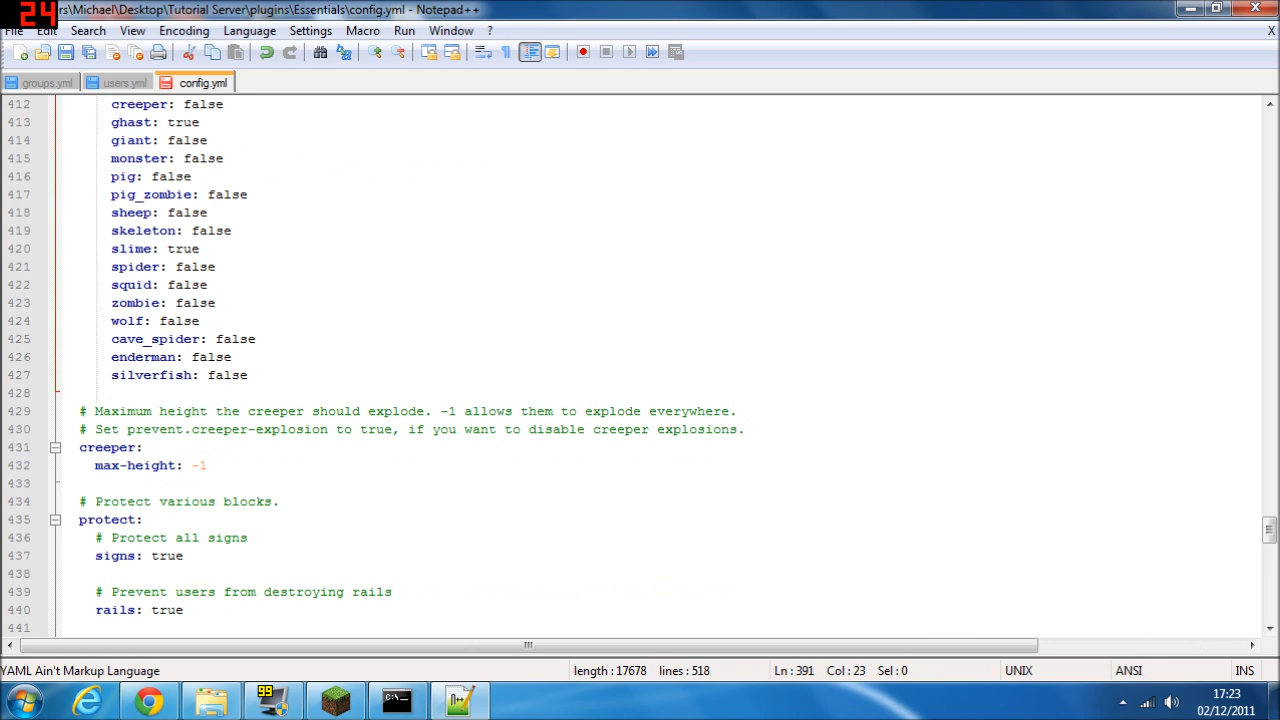 24
rs\Michael\Desktop\Tutorial Server\plugins\Essentials\config.yml - Notepad++
File Edit Search View Encoding Language Settings Macro Run Window ? X
groups.yml users.yml config.yml
412 creeper: false
413 ghast: true
414 giant: false
415 monster: false
416 pig: false
417 pig_zombie: false
418 sheep: false
419 skeleton: false
420 slime: true
421 spider: false
422 squid: false
423 zombie: false
424 wolf: false
425 cave_spider: false
426 enderman: false
427 silverfish: false
428
429 # Maximum height the creeper should explode. -1 allows them to explode everywhere.
430 # Set prevent.creeper-explosion to true, if you want to disable creeper explosions.
431 creeper:
432 max-height: -1
433
434 # Protect various blocks.
435 protect:
436 # Protect all signs
437 signs: true
438
439 # Prevent users from destroying rails
440 rails: true
441
YAML Ain't Markup Language length : 17678 lines : 518 Ln : 391 Col : 23 Sel : 0 UNIX ANSI INS
99
17:23
02/12/2011